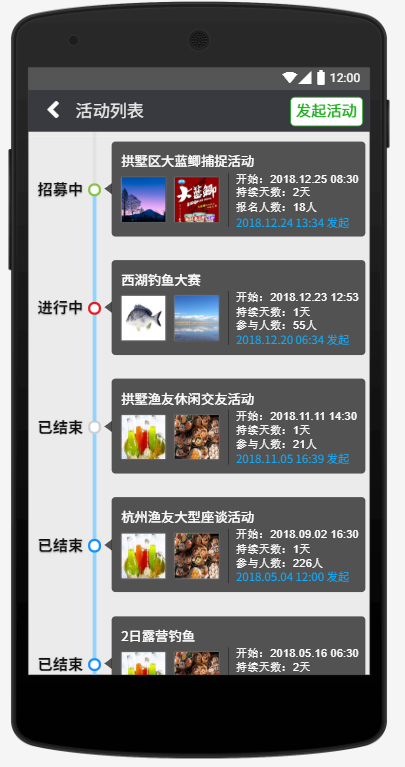 12:00
活动列表
发起活动
招募中
拱墅区大蓝鲫捕捉活动
大蓝鲫
开始：2018.12.25 08:30
持续天数：2天
报名人数：18人
2018.12.24 13:34 发起
进行中
西湖钓鱼大赛
开始：2018.12.23 12:53
持续天数：1天
参与人数：55人
2018.12.20 06:34 发起
已结束
拱墅渔友休闲交友活动
开始：2018.11.11 14:30
持续天数：1天
参与人数：21人
2018.11.05 16:39 发起
已结束
杭州渔友大型座谈活动
开始：2018.09.02 16:30
持续天数：1天
参与人数：226人
2018.05.04 12:00 发起
已结束
2日露营钓鱼
开始：2018.05.16 06:30
持续天数：2天